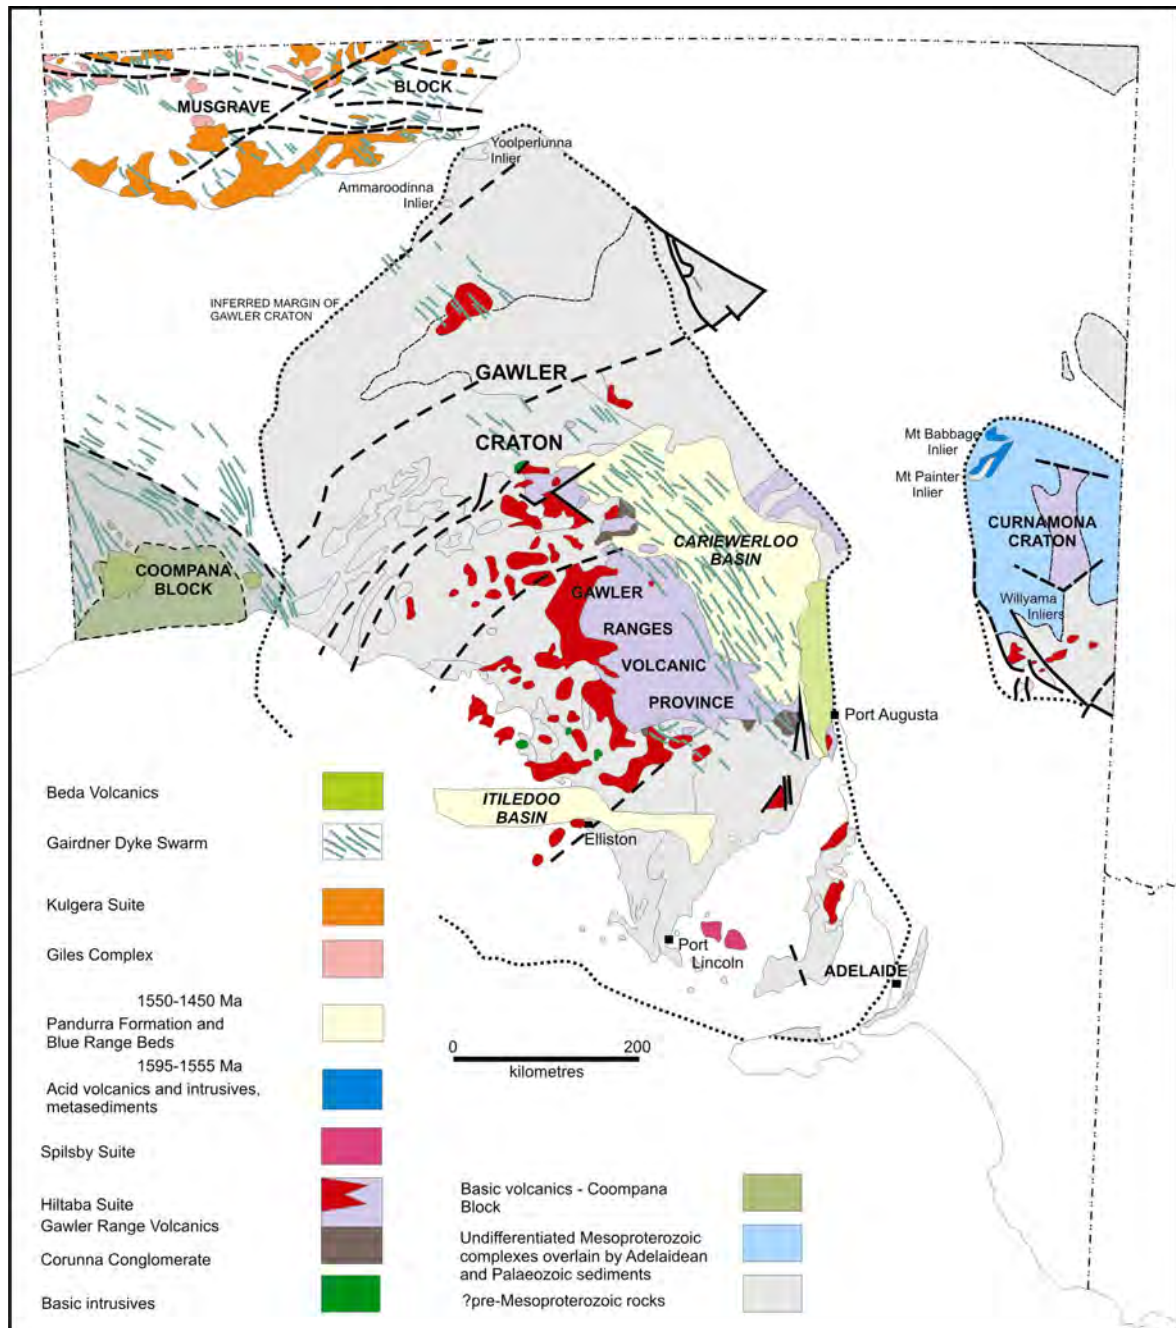 MUSGRAVE
BLOCK
Yoolperlunna
Inlier
Ammaroodinna
Inlier
INFERRED MARGIN OF
GAWLER CRATON
GAWLER
CRATON
Mt Babbage
Inlier
Mt Painter
Inlier
CURNAMONA
CRATON
CARIEWERLOO
BASIN
COOMPANA
BLOCK
GAWLER
RANGES
VOLCANIC
PROVINCE
Willyama
Inliers
Port Augusta
ITILEDOO
BASIN
Elliston
Port
Lincoln
ADELAIDE
0 200
kilometres
Beda Volcanics
Gairdner Dyke Swarm
Kulgera Suite
Giles Complex
1550-1450 Ma
Pandurra Formation and
Blue Range Beds
1595-1555 Ma
Acid volcanics and intrusives,
metasediments
Spilsby Suite
Hiltaba Suite
Gawler Range Volcanics
Corunna Conglomerate
Basic intrusives
Basic volcanics - Coompana
Block
Undifferentiated Mesoproterozoic
complexes overlain by Adelaidean
and Palaeozoic sediments
?pre-Mesoproterozoic rocks